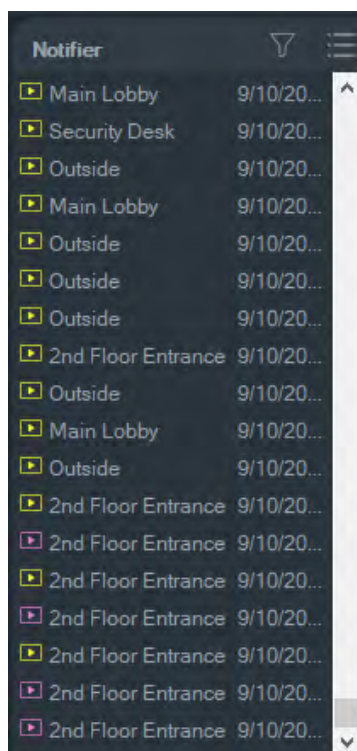 Notifier
Main Lobby 9/10/20...
Security Desk 9/10/20...
Outside 9/10/20...
Main Lobby 9/10/20...
Outside 9/10/20...
Outside 9/10/20...
Outside 9/10/20...
2nd Floor Entrance 9/10/20...
Outside 9/10/20...
Main Lobby 9/10/20...
Outside 9/10/20...
2nd Floor Entrance 9/10/20...
2nd Floor Entrance 9/10/20...
2nd Floor Entrance 9/10/20...
2nd Floor Entrance 9/10/20...
2nd Floor Entrance 9/10/20...
2nd Floor Entrance 9/10/20...
2nd Floor Entrance 9/10/20...